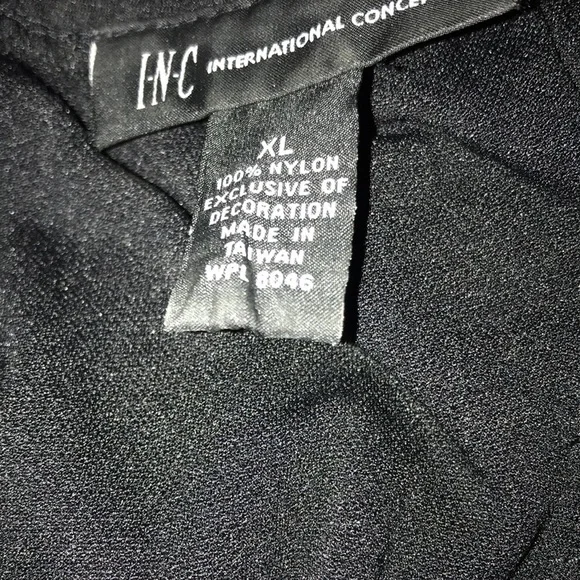 I·N·C INTERNATIONAL CONCE
XL
100% NYLON
EXCLUSIVE OF
DECORATION
MADE IN
TAIWAN
WPL 8046